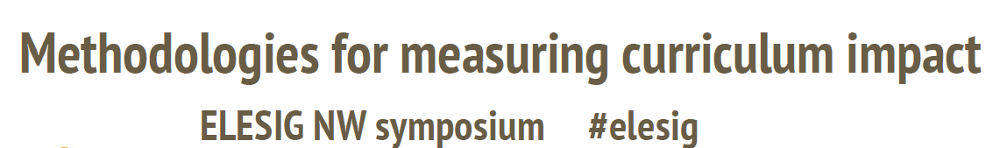 Methodologies for measuring curriculum impact
ELESIG NW symposium #elesig